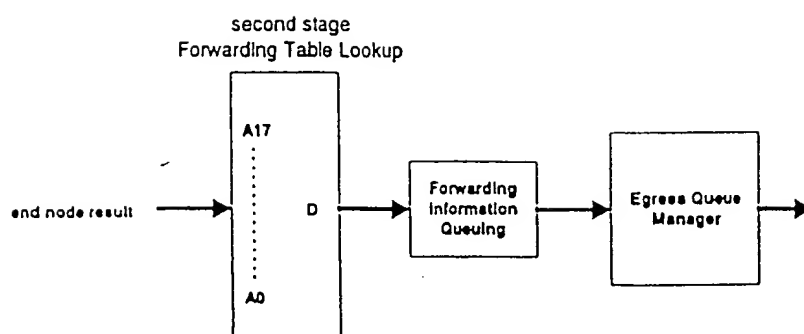 second stage
Forwarding Table Lookup
A17
end node result
D
A0
Forwarding
Information
Queuing
Egress Queue
Manager